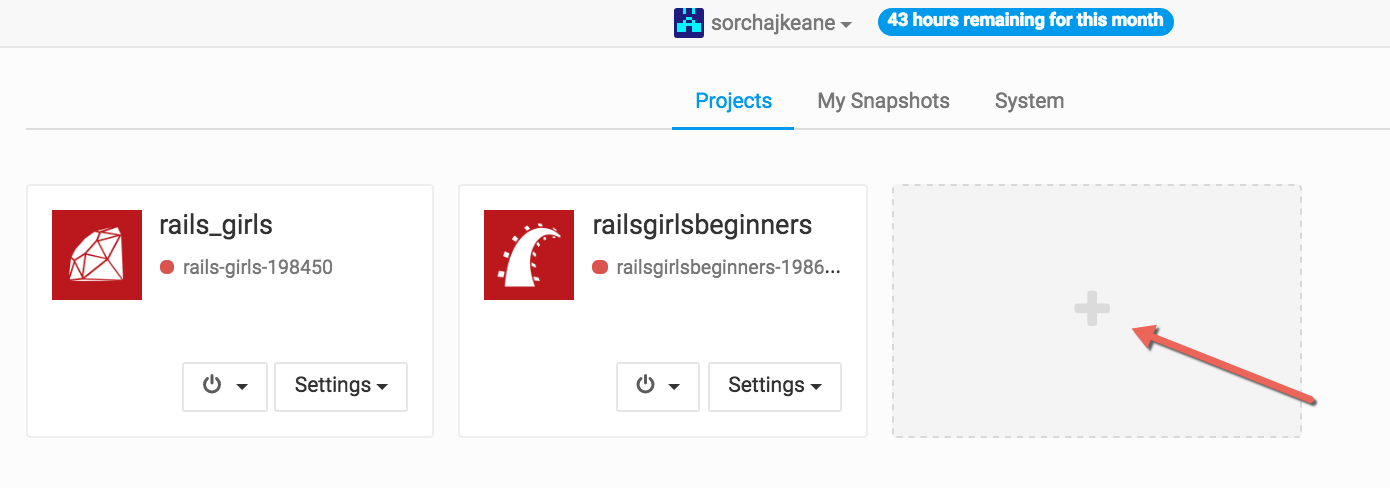 sorchajkeane
43 hours remaining for this month
Projects
My Snapshots
System
rails_girls
rails-girls-198450
Settings
railsgirlsbeginners
railsgirlsbeginners-1986...
Settings